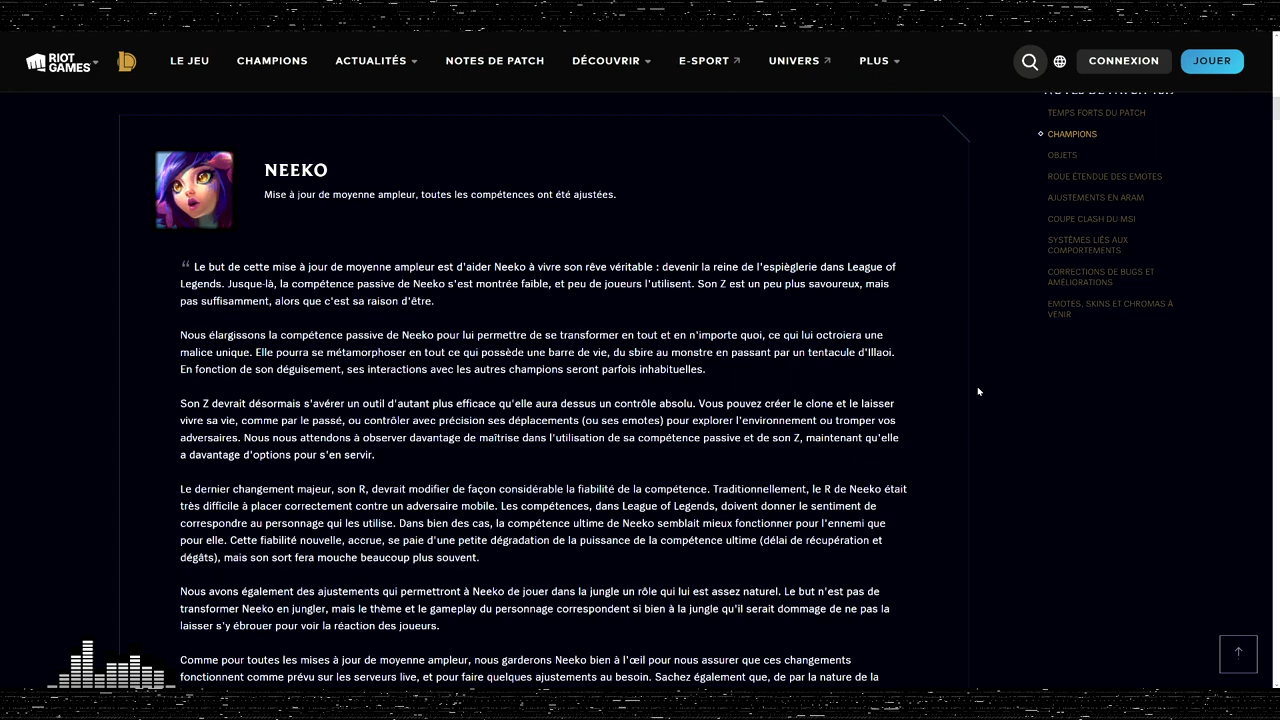 RIOT GAMES
LE JEU
CHAMPIONS
ACTUALITÉS
NOTES DE PATCH
DÉCOUVRIR
E-SPORT
UNIVERS
PLUS
CONNEXION
JOUER
NEEKO
Mise à jour de moyenne ampleur, toutes les compétences ont été ajustées.
“ Le but de cette mise à jour de moyenne ampleur est d'aider Neeko à vivre son rêve véritable : devenir la reine de l'espièglerie dans League of
Legends. Jusque-là, la compétence passive de Neeko s'est montrée faible, et peu de joueurs l'utilisent. Son Z est un peu plus savoureux, mais
pas suffisamment, alors que c'est sa raison d'être.
Nous élargissons la compétence passive de Neeko pour lui permettre de se transformer en tout et en n'importe quoi, ce qui lui octroiera une
malice unique. Elle pourra se métamorphoser en tout ce qui possède une barre de vie, du sbire au monstre en passant par un tentacule d'Illaoi.
En fonction de son déguisement, ses interactions avec les autres champions seront parfois inhabituelles.
Son Z devrait désormais s'avérer un outil d'autant plus efficace qu'elle aura dessus un contrôle absolu. Vous pouvez créer le clone et le laisser
vivre sa vie, comme par le passé, ou contrôler avec précision ses déplacements (ou ses emotes) pour explorer l'environnement ou tromper vos
adversaires. Nous nous attendons à observer davantage de maîtrise dans l'utilisation de sa compétence passive et de son Z, maintenant qu'elle
a davantage d'options pour s'en servir.
Le dernier changement majeur, son R, devrait modifier de façon considérable la fiabilité de la compétence. Traditionnellement, le R de Neeko était
très difficile à placer correctement contre un adversaire mobile. Les compétences, dans League of Legends, doivent donner le sentiment de
correspondre au personnage qui les utilise. Dans bien des cas, la compétence ultime de Neeko semblait mieux fonctionner pour l'ennemi que
pour elle. Cette fiabilité nouvelle, accrue, se paie d'une petite dégradation de la puissance de la compétence ultime (délai de récupération et
dégâts), mais son sort fera mouche beaucoup plus souvent.
Nous avons également des ajustements qui permettront à Neeko de jouer dans la jungle un rôle qui lui est assez naturel. Le but n'est pas de
transformer Neeko en jungler, mais le thème et le gameplay du personnage correspondent si bien à la jungle qu'il serait dommage de ne pas la
laisser s'y ébrouer pour voir la réaction des joueurs.
Comme pour toutes les mises à jour de moyenne ampleur, nous garderons Neeko bien à l'œil pour nous assurer que ces changements
fonctionnent comme prévu sur les serveurs live, et pour faire quelques ajustements au besoin. Sachez également que, de par la nature de la
TEMPS FORTS DU PATCH
CHAMPIONS
OBJETS
ROUE ÉTENDUE DES EMOTES
AJUSTEMENTS EN ARAM
COUPE CLASH DU MSI
SYSTÈMES LIÉS AUX
COMPORTEMENTS
CORRECTIONS DE BUGS ET
AMÉLIORATIONS
EMOTES, SKINS ET CHROMAS À
VENIR